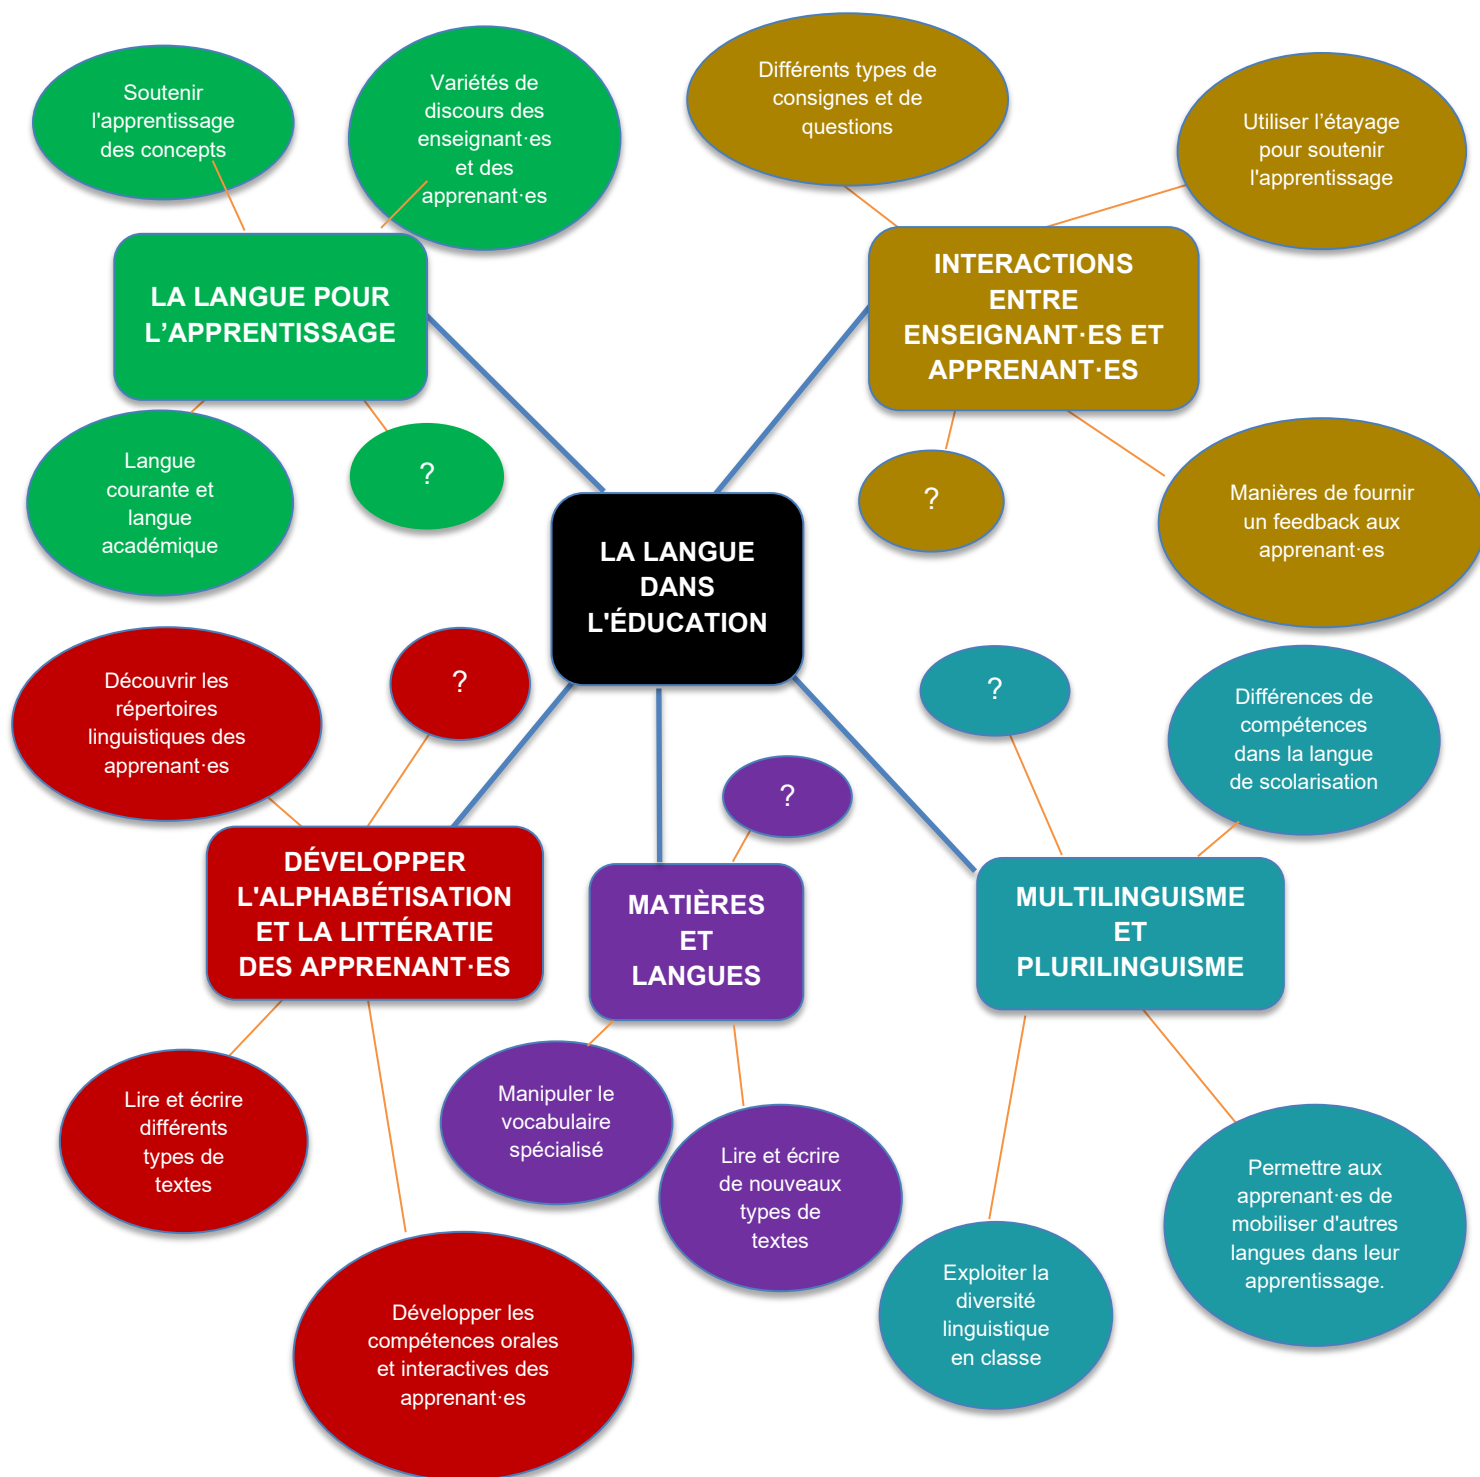 Soutenir
l'apprentissage
des concepts
Variétés de
discours des
enseignant·es
et des
apprenant·es
Différents types de
consignes et de
questions
Utiliser l’étayage
pour soutenir
l'apprentissage
LA LANGUE POUR
L’APPRENTISSAGE
INTERACTIONS
ENTRE
ENSEIGNANT·ES ET
APPRENANT·ES
Langue
courante et
langue
académique
?
?
Manières de fournir
un feedback aux
apprenant·es
LA LANGUE
DANS
L'ÉDUCATION
Découvrir les
répertoires
linguistiques des
apprenant·es
?
?
Différences de
compétences
dans la langue
de scolarisation
?
DÉVELOPPER
L'ALPHABÉTISATION
ET LA LITTÉRATIE
DES APPRENANT·ES
MATIÈRES
ET
LANGUES
MULTILINGUISME
ET
PLURILINGUISME
Lire et écrire
différents
types de
textes
Manipuler le
vocabulaire
spécialisé
Lire et écrire
de nouveaux
types de
textes
Permettre aux
apprenant·es de
mobiliser d'autres
langues dans leur
apprentissage.
Développer les
compétences orales
et interactives des
apprenant·es
Exploiter la
diversité
linguistique
en classe